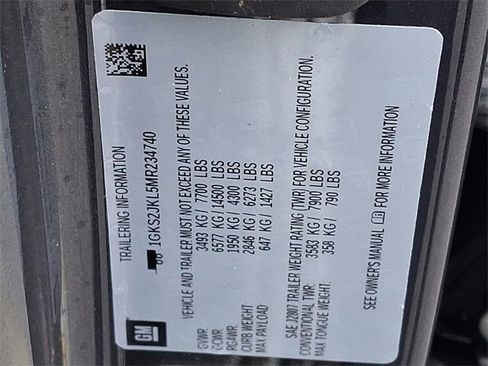 TRAILERING INFORMATION
1GKS2JKL5MR234740
VEHICLE AND TRAILER MUST NOT EXCEED ANY OF THESE VALUES.
GVWR: 3493 KG / 7700 LBS
GCWR: 6577 KG / 14500 LBS
RGAWR: 1950 KG / 4300 LBS
CURB WEIGHT: 2846 KG / 6273 LBS
MAX PAYLOAD: 647 KG / 1427 LBS
SAE J2807 TRAILER WEIGHT RATING (TWR) FOR VEHICLE CONFIGURATION.
CONVENTIONAL TWR: 3583 KG / 7900 LBS
MAX TONGUE WEIGHT: 358 KG / 790 LBS
SEE OWNER'S MANUAL FOR MORE INFORMATION
GM